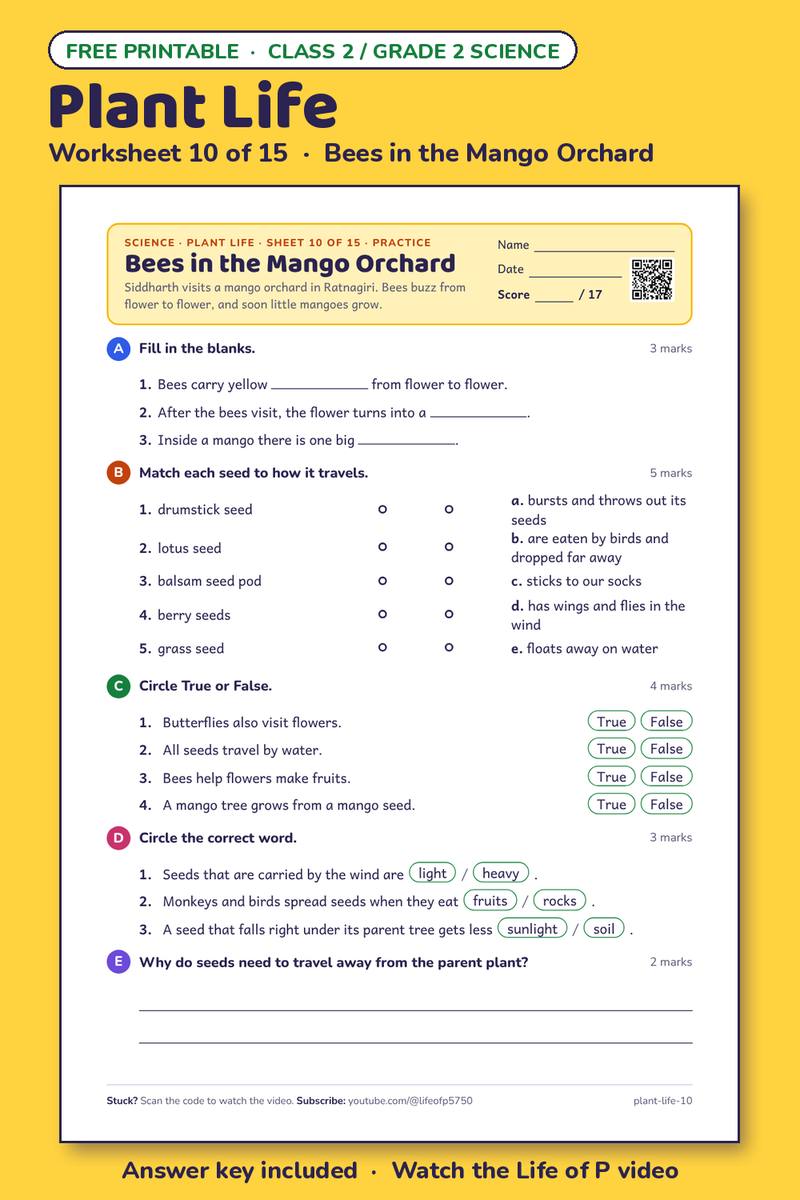 FREE PRINTABLE · CLASS 2 / GRADE 2 SCIENCE
Plant Life
Worksheet 10 of 15 · Bees in the Mango Orchard
SCIENCE · PLANT LIFE · SHEET 10 OF 15 · PRACTICE
Bees in the Mango Orchard
Siddharth visits a mango orchard in Ratnagiri. Bees buzz from
flower to flower, and soon little mangoes grow.
Name ____
Date ____
Score ____ / 17
A Fill in the blanks. 3 marks
1. Bees carry yellow ____ from flower to flower.
2. After the bees visit, the flower turns into a ____.
3. Inside a mango there is one big ____.
B Match each seed to how it travels. 5 marks
1. drumstick seed a. bursts and throws out its
seeds
2. lotus seed b. are eaten by birds and
dropped far away
3. balsam seed pod c. sticks to our socks
4. berry seeds d. has wings and flies in the
wind
5. grass seed e. floats away on water
C Circle True or False. 4 marks
1. Butterflies also visit flowers. True False
2. All seeds travel by water. True False
3. Bees help flowers make fruits. True False
4. A mango tree grows from a mango seed. True False
D Circle the correct word. 3 marks
1. Seeds that are carried by the wind are light / heavy .
2. Monkeys and birds spread seeds when they eat fruits / rocks .
3. A seed that falls right under its parent tree gets less sunlight / soil .
E Why do seeds need to travel away from the parent plant? 2 marks
Stuck? Scan the code to watch the video. Subscribe: youtube.com/@lifeofp5750 plant-life-10
Answer key included · Watch the Life of P video